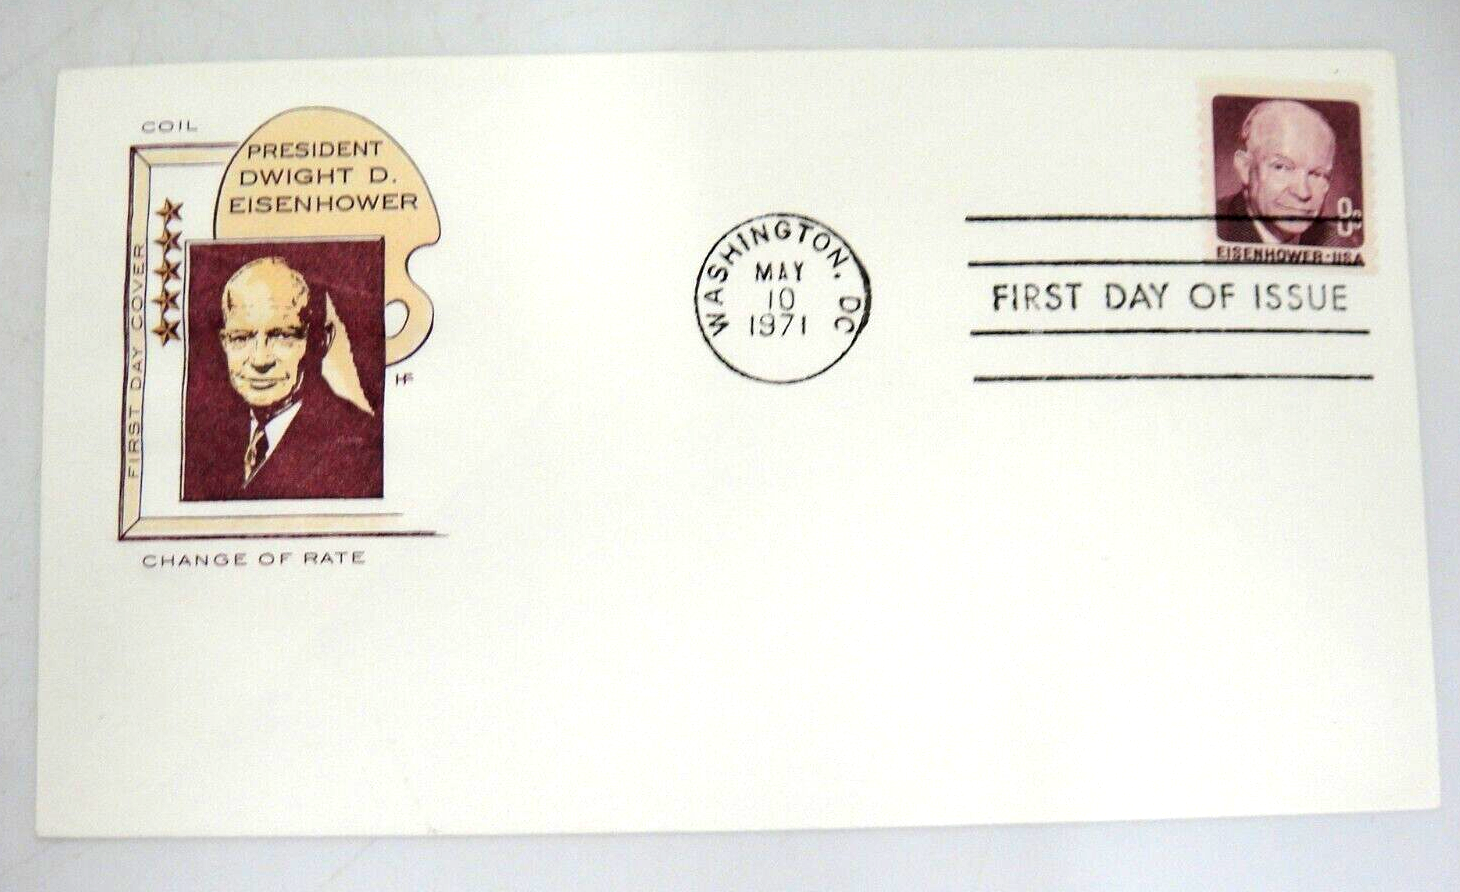 COIL
PRESIDENT
DWIGHT D.
EISENHOWER
FIRST DAY COVER
HF
CHANGE OF RATE
WASHINGTON, DC
MAY
10
1971
8c
EISENHOWER·USA
FIRST DAY OF ISSUE